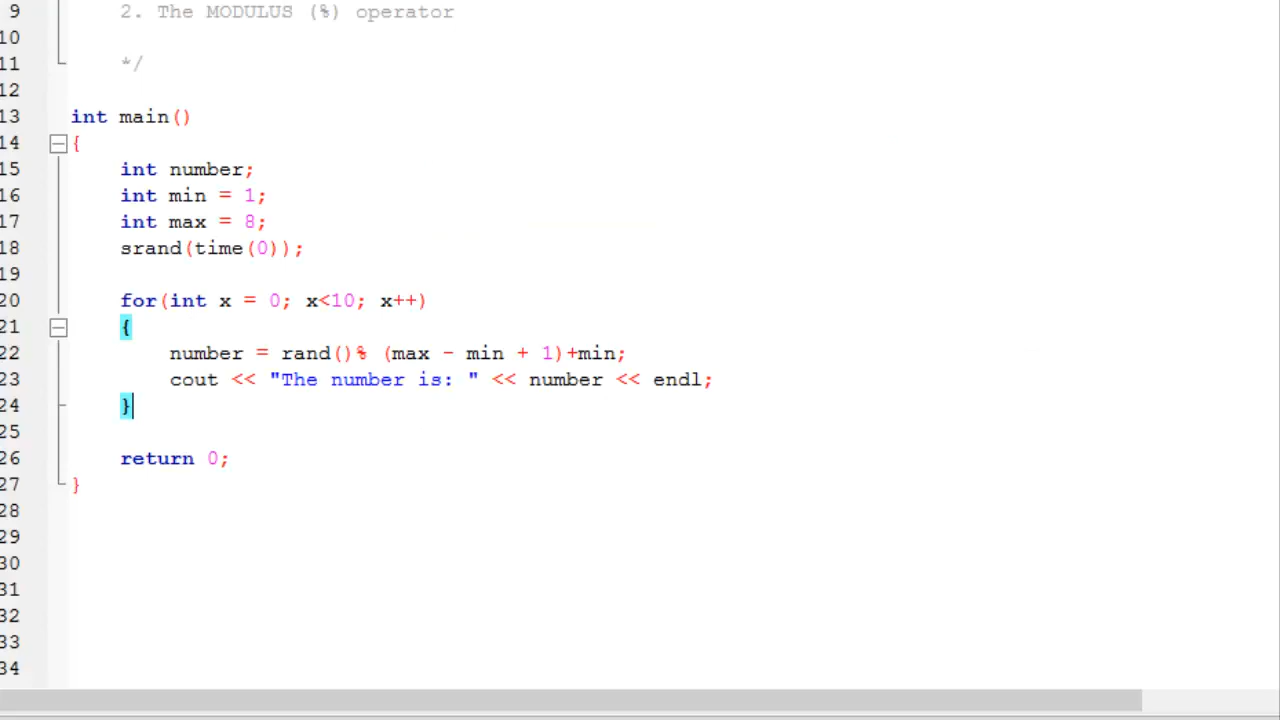 9 2. The MODULUS (%) operator
10
11 */
12
13 int main()
14 {
15 int number;
16 int min = 1;
17 int max = 8;
18 srand(time(0));
19
20 for(int x = 0; x<10; x++)
21 {
22 number = rand()% (max - min + 1)+min;
23 cout << "The number is: " << number << endl;
24 }
25
26 return 0;
27 }
28
29
30
31
32
33
34